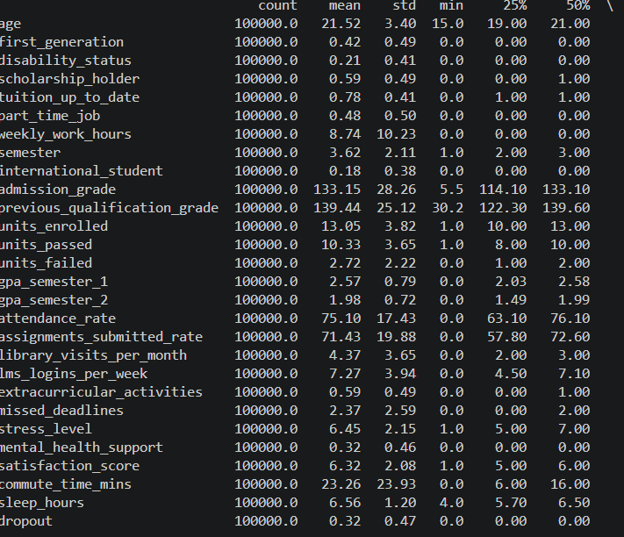 count mean std min 25% 50% \
age 100000.0 21.52 3.40 15.0 19.00 21.00
first_generation 100000.0 0.42 0.49 0.0 0.00 0.00
disability_status 100000.0 0.21 0.41 0.0 0.00 0.00
scholarship_holder 100000.0 0.59 0.49 0.0 0.00 1.00
tuition_up_to_date 100000.0 0.78 0.41 0.0 1.00 1.00
part_time_job 100000.0 0.48 0.50 0.0 0.00 0.00
weekly_work_hours 100000.0 8.74 10.23 0.0 0.00 0.00
semester 100000.0 3.62 2.11 1.0 2.00 3.00
international_student 100000.0 0.18 0.38 0.0 0.00 0.00
admission_grade 100000.0 133.15 28.26 5.5 114.10 133.10
previous_qualification_grade 100000.0 139.44 25.12 30.2 122.30 139.60
units_enrolled 100000.0 13.05 3.82 1.0 10.00 13.00
units_passed 100000.0 10.33 3.65 1.0 8.00 10.00
units_failed 100000.0 2.72 2.22 0.0 1.00 2.00
gpa_semester_1 100000.0 2.57 0.79 0.0 2.03 2.58
gpa_semester_2 100000.0 1.98 0.72 0.0 1.49 1.99
attendance_rate 100000.0 75.10 17.43 0.0 63.10 76.10
assignments_submitted_rate 100000.0 71.43 19.88 0.0 57.80 72.60
library_visits_per_month 100000.0 4.37 3.65 0.0 2.00 3.00
lms_logins_per_week 100000.0 7.27 3.94 0.0 4.50 7.10
extracurricular_activities 100000.0 0.59 0.49 0.0 0.00 1.00
missed_deadlines 100000.0 2.37 2.59 0.0 0.00 2.00
stress_level 100000.0 6.45 2.15 1.0 5.00 7.00
mental_health_support 100000.0 0.32 0.46 0.0 0.00 0.00
satisfaction_score 100000.0 6.32 2.08 1.0 5.00 6.00
commute_time_mins 100000.0 23.26 23.93 0.0 6.00 16.00
sleep_hours 100000.0 6.56 1.20 4.0 5.70 6.50
dropout 100000.0 0.32 0.47 0.0 0.00 0.00